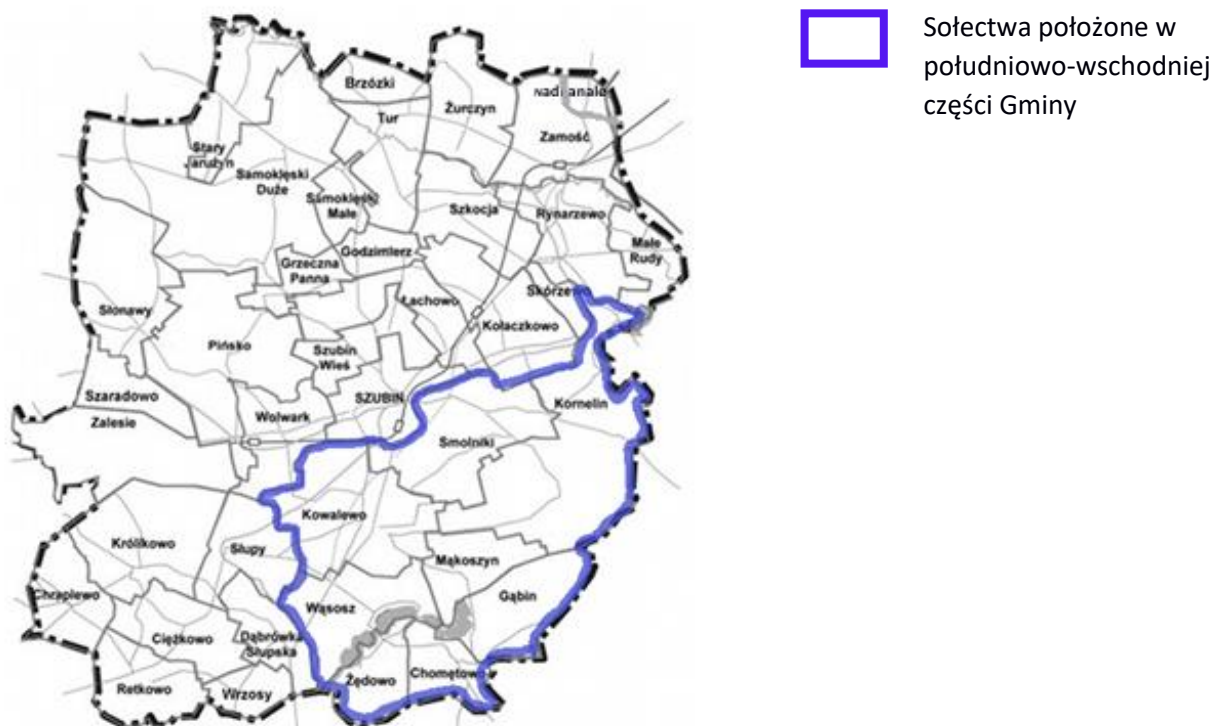 Sołectwa położone w
południowo-wschodniej
części Gminy
Brzózki
Żurczyn
Tur
Zamość
Stary
Jarużyn
Samoklęski
Duże
Samoklęski
Małe
Szkocja
Rynarzewo
Małe
Rudy
Godzimierz
Grzeczna
Panna
Łachowo
Skórzewo
Kołaczkowo
Słonawy
Pińsko
Szubin
Wieś
SZUBIN
Szaradowo
Zalesie
Wolwark
Kornelin
Smolniki
Kowalewo
Królikowo
Słupy
Mąkoszyn
Gąbin
Chraplewo
Wąsosz
Ciężkowo
Dąbrówka
Słupska
Retkowo
Wrzosy
Żędowo
Chomętowo